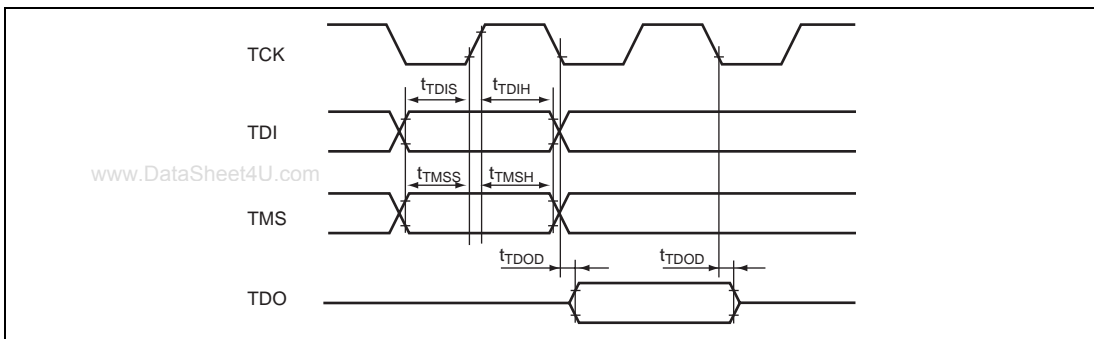 TCK
tTDIS tTDIH
TDI
www.DataSheet4U.com
tTMSS tTMSH
TMS
tTDOD tTDOD
TDO